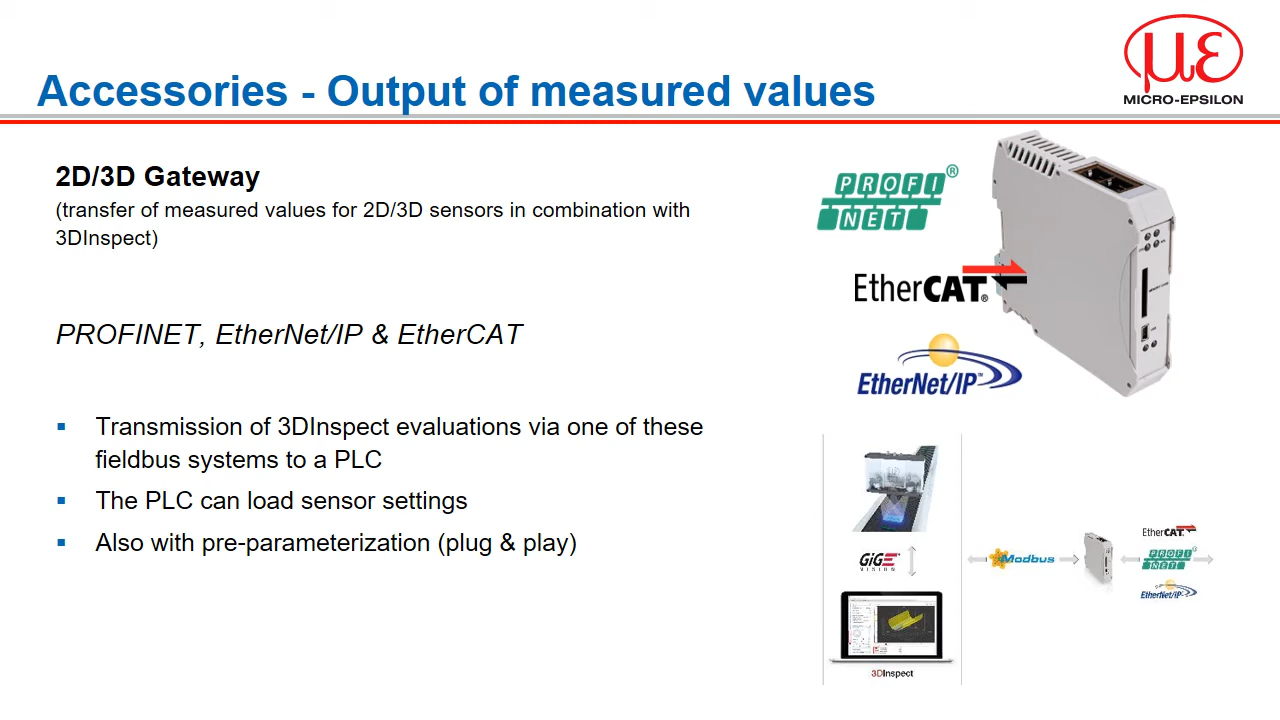 Accessories - Output of measured values
με
MICRO-EPSILON
2D/3D Gateway
(transfer of measured values for 2D/3D sensors in combination with
3DInspect)
PROFINET, EtherNet/IP & EtherCAT
▪ Transmission of 3DInspect evaluations via one of these
fieldbus systems to a PLC
▪ The PLC can load sensor settings
▪ Also with pre-parameterization (plug & play)
PROFI®
NET
EtherCAT®
EtherNet/IP™
GiGE
VISION
3DInspect
Modbus
EtherCAT
PROFI®
NET
EtherNet/IP